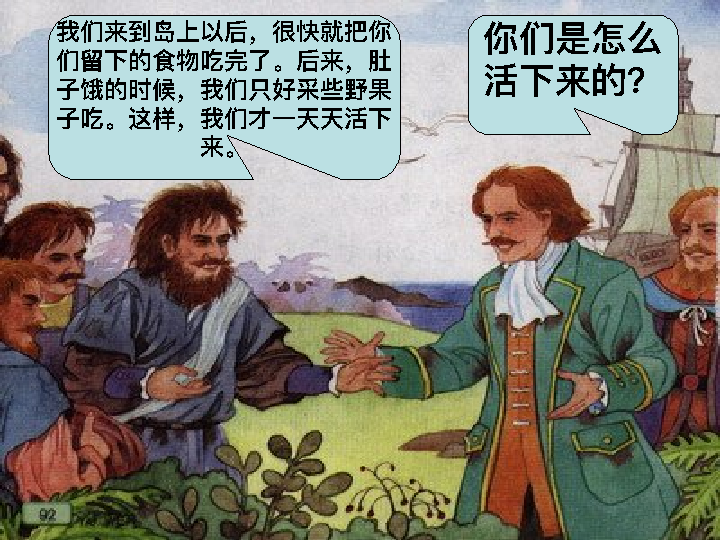 我们来到岛上以后，很快就把你
们留下的食物吃完了。后来，肚
子饿的时候，我们只好采些野果
子吃。这样，我们才一天天活下
来。
你们是怎么
活下来的？
92